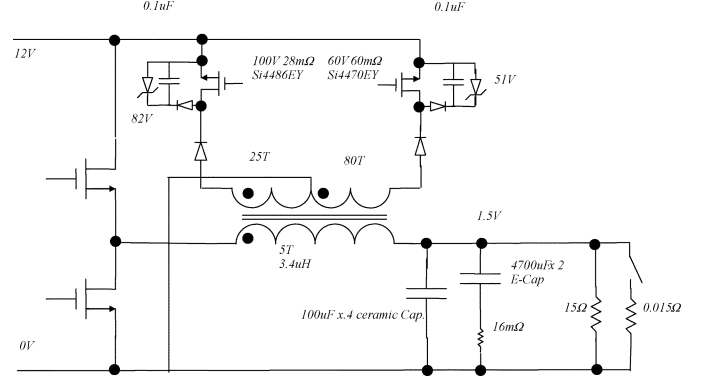 0.1uF
0.1uF
12V
100V 28mΩ
Si4486EY
60V 60mΩ
Si4470EY
51V
82V
25T
80T
1.5V
5T
3.4uH
4700uFx 2
E-Cap
100uF x.4 ceramic Cap.
15Ω
0.015Ω
16mΩ
0V